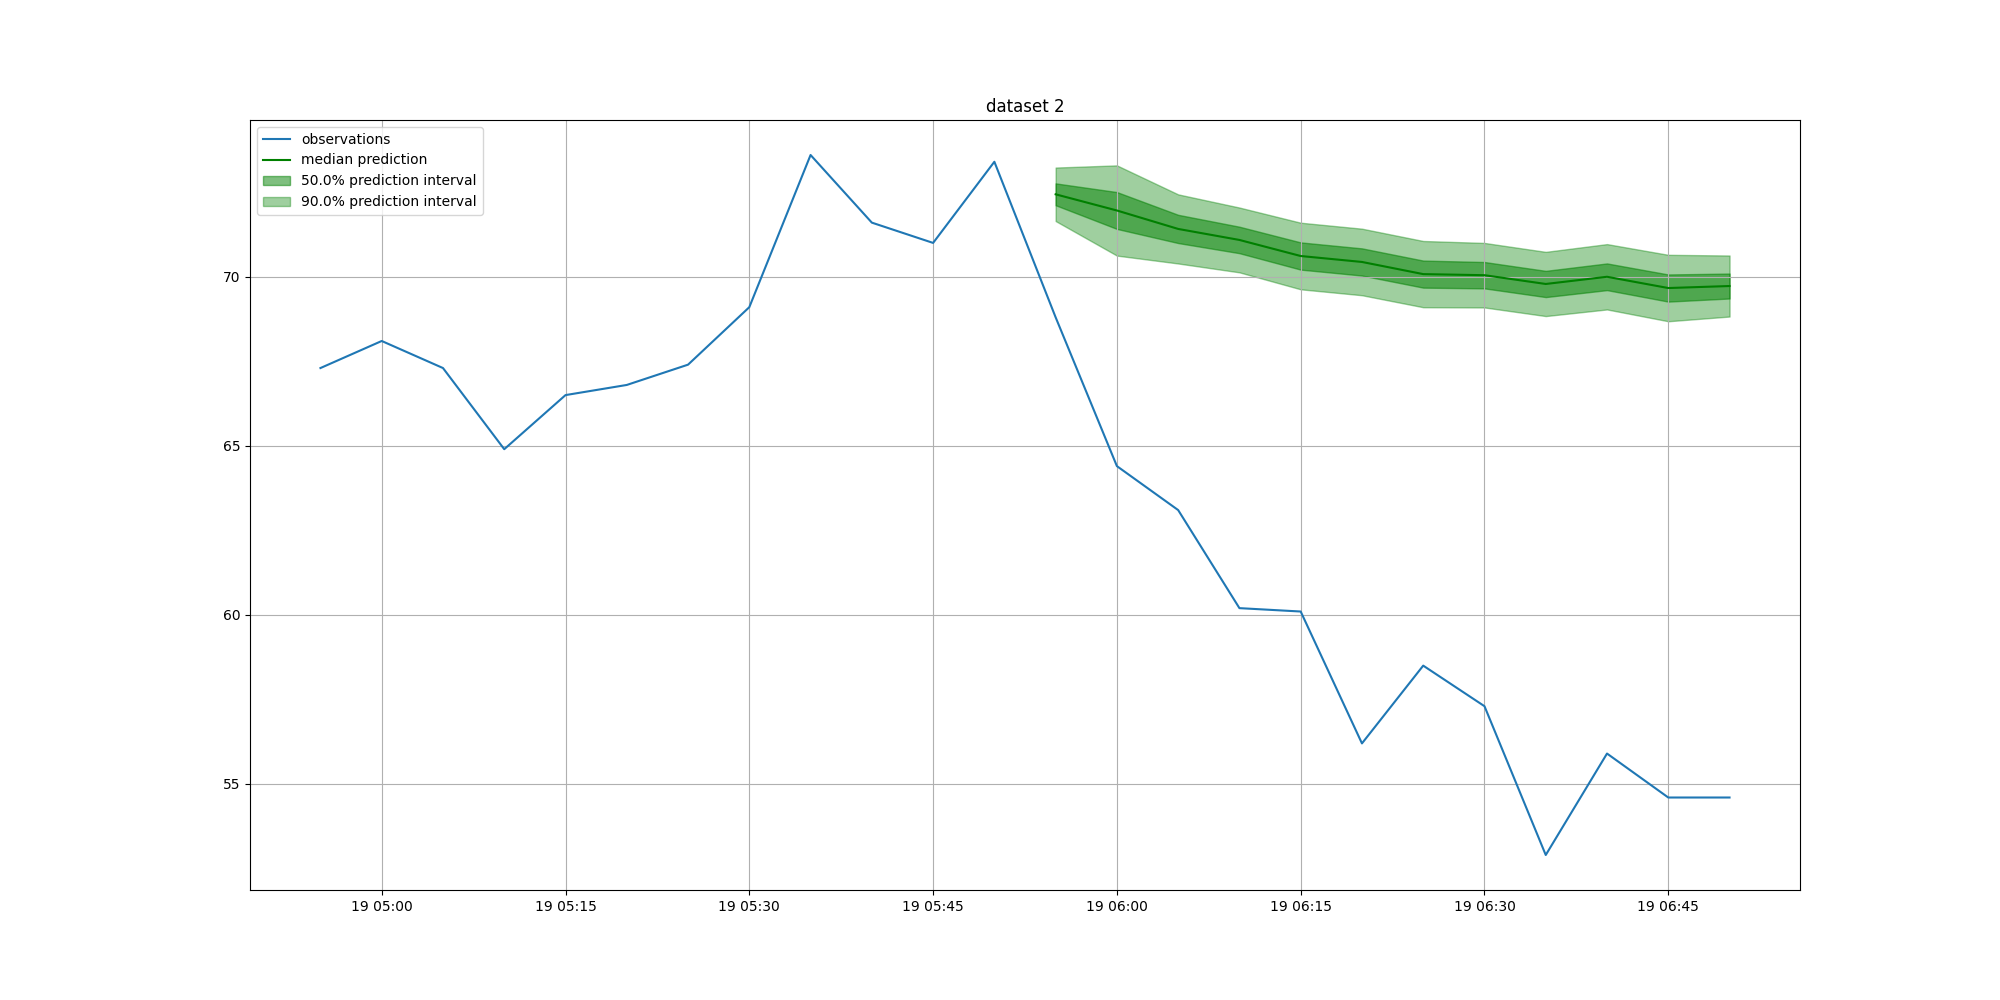 dataset 2
observations
median prediction
50.0% prediction interval
90.0% prediction interval
70
65
60
55
19 05:00 19 05:15 19 05:30 19 05:45 19 06:00 19 06:15 19 06:30 19 06:45